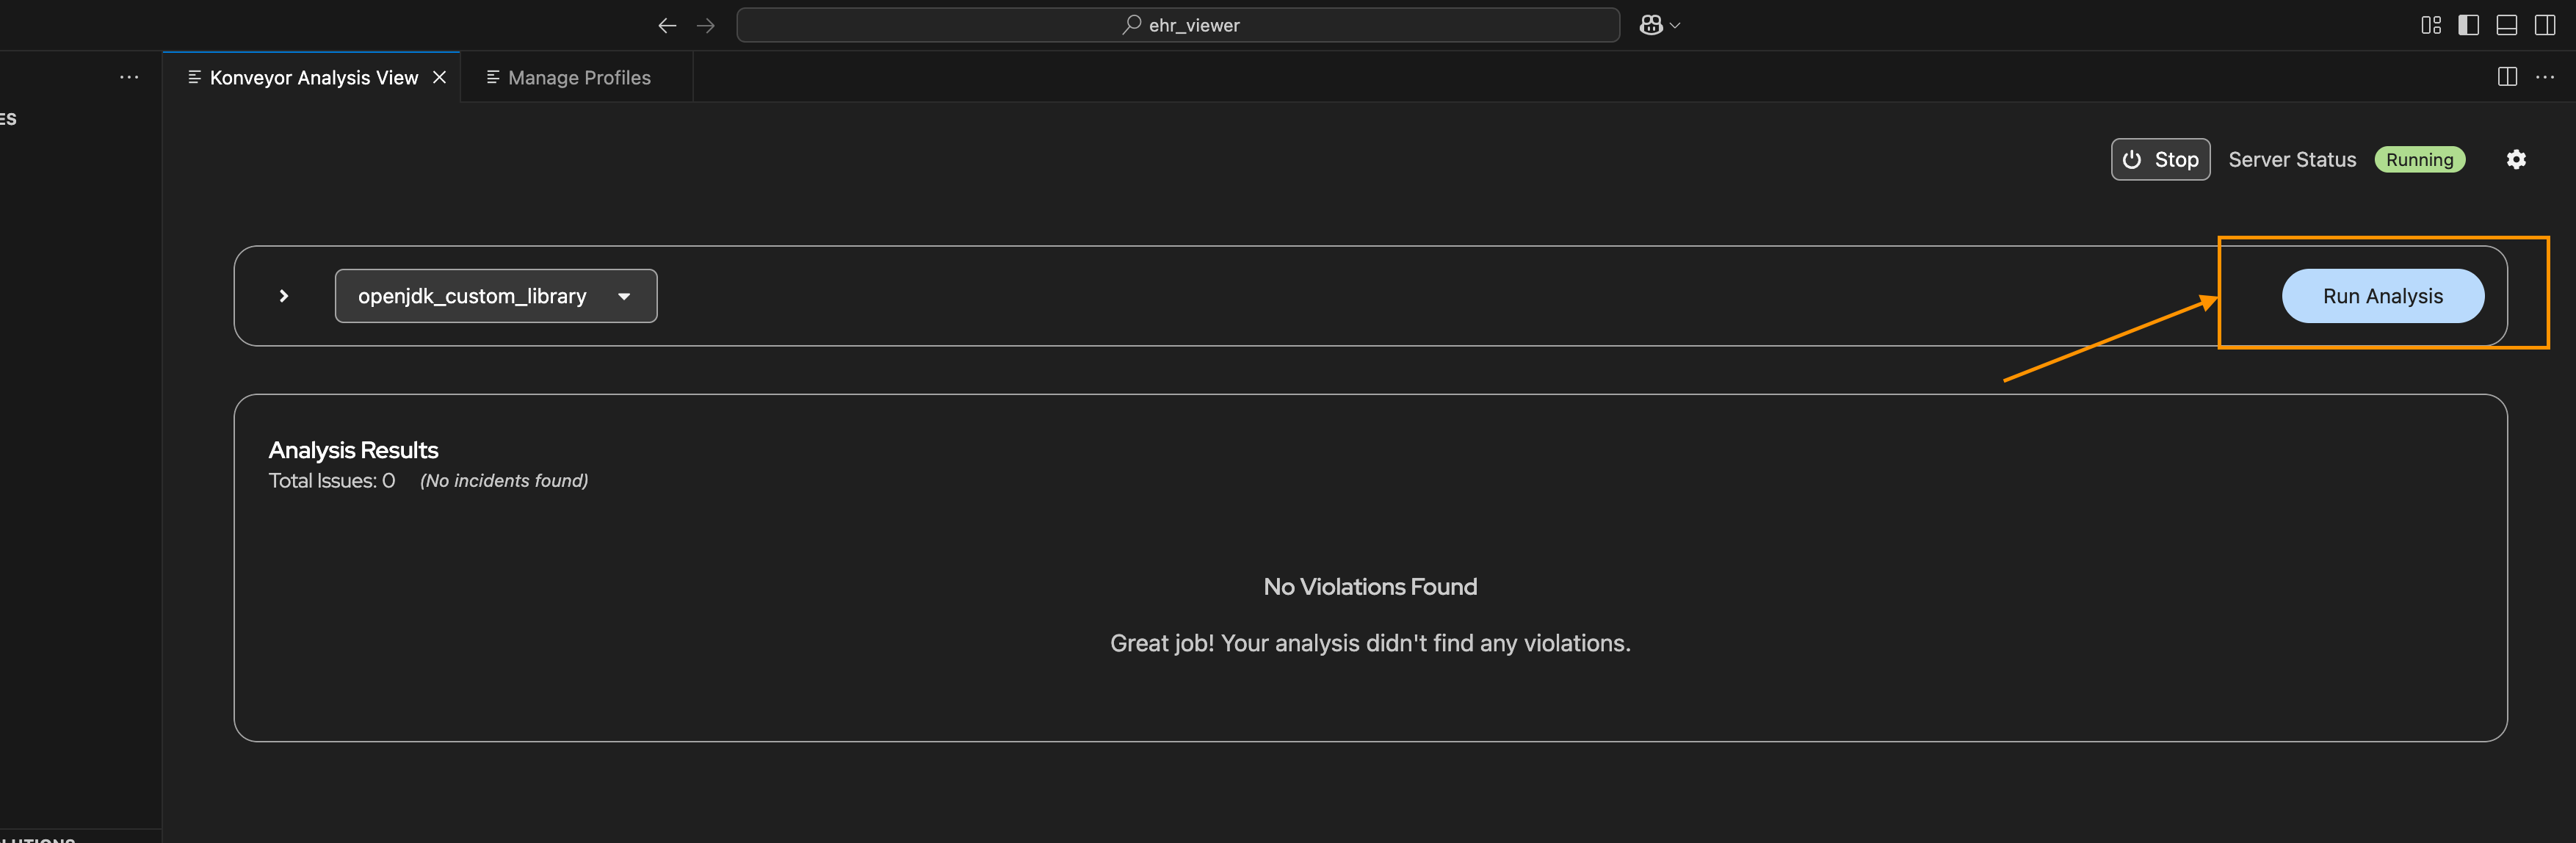 ehr_viewer
Konveyor Analysis View
Manage Profiles
ES
Stop
Server Status
Running
openjdk_custom_library
Run Analysis
Analysis Results
Total Issues: 0 (No incidents found)
No Violations Found
Great job! Your analysis didn't find any violations.